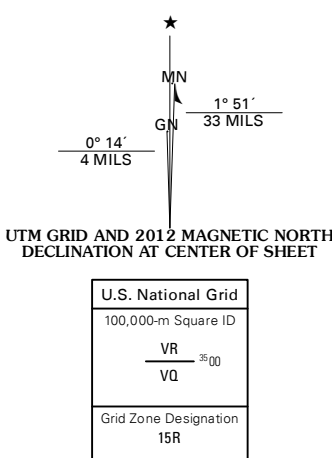 ★
MN
1° 51´
33 MILS
GN
0° 14´
4 MILS
UTM GRID AND 2012 MAGNETIC NORTH
DECLINATION AT CENTER OF SHEET
U.S. National Grid
100,000-m Square ID
VR
3500
VQ
Grid Zone Designation
15R